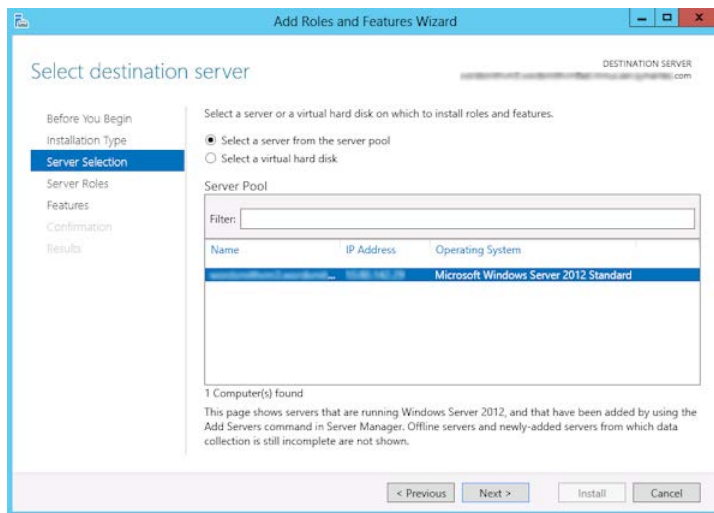 Add Roles and Features Wizard
Select destination server
DESTINATION SERVER
.com
Before You Begin
Installation Type
Server Selection
Server Roles
Features
Confirmation
Results
Select a server or a virtual hard disk on which to install roles and features.
Select a server from the server pool
Select a virtual hard disk
Server Pool
Filter:
Name IP Address Operating System
... Microsoft Windows Server 2012 Standard
1 Computer(s) found
This page shows servers that are running Windows Server 2012, and that have been added by using the
Add Servers command in Server Manager. Offline servers and newly-added servers from which data
collection is still incomplete are not shown.
< Previous Next > Install Cancel